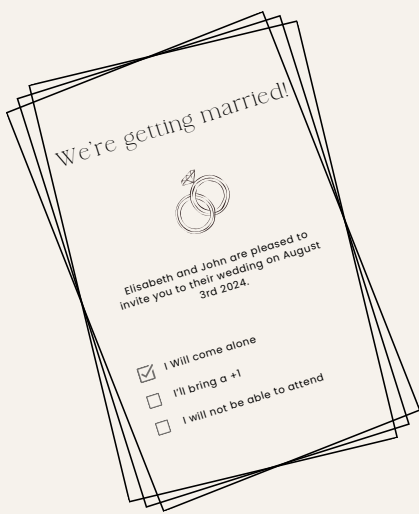 We're getting married!
Elisabeth and John are pleased to
invite you to their wedding on August
3rd 2024.
I Will come alone
I'll bring a +1
I will not be able to attend